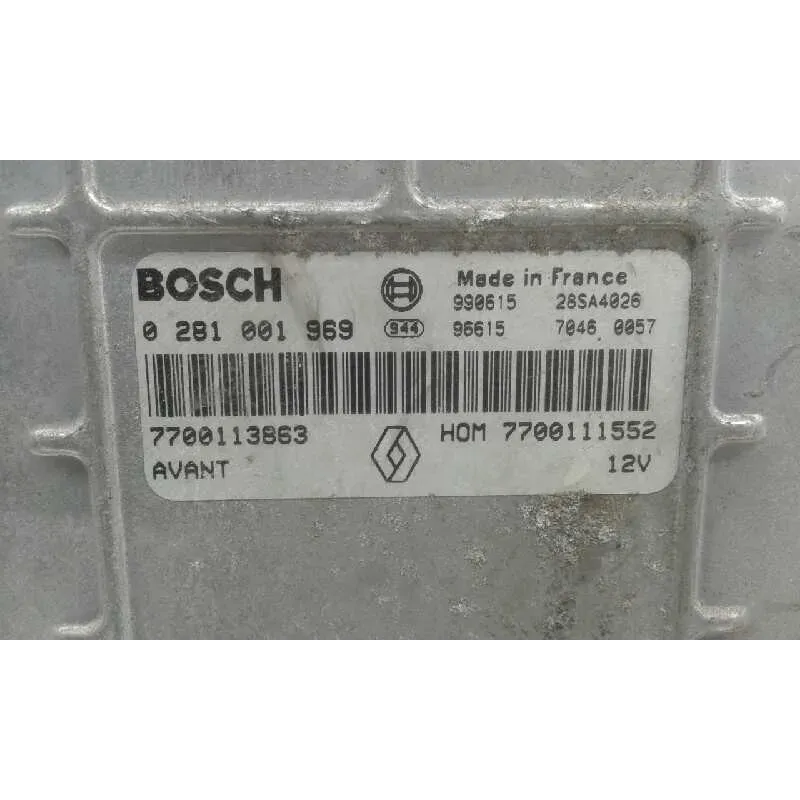 BOSCH Made in France
990615 28SA4026
0 281 001 969 944 96615 7046 0057
7700113863 HOM 7700111552
AVANT 12V